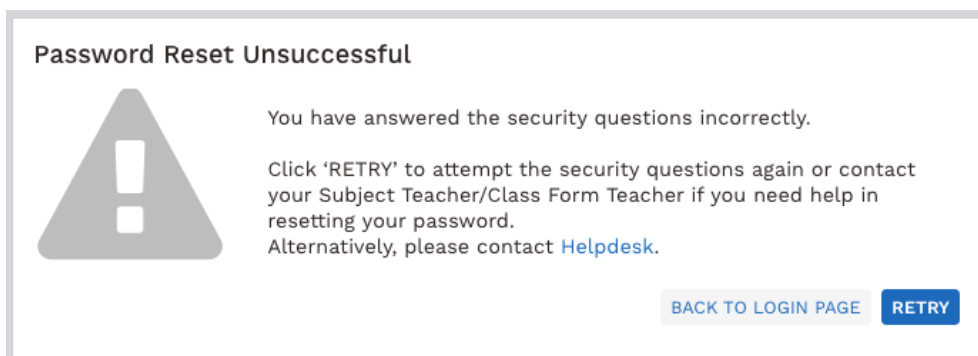 Password Reset Unsuccessful
You have answered the security questions incorrectly.
Click ‘RETRY’ to attempt the security questions again or contact
your Subject Teacher/Class Form Teacher if you need help in
resetting your password.
Alternatively, please contact Helpdesk.
BACK TO LOGIN PAGE RETRY